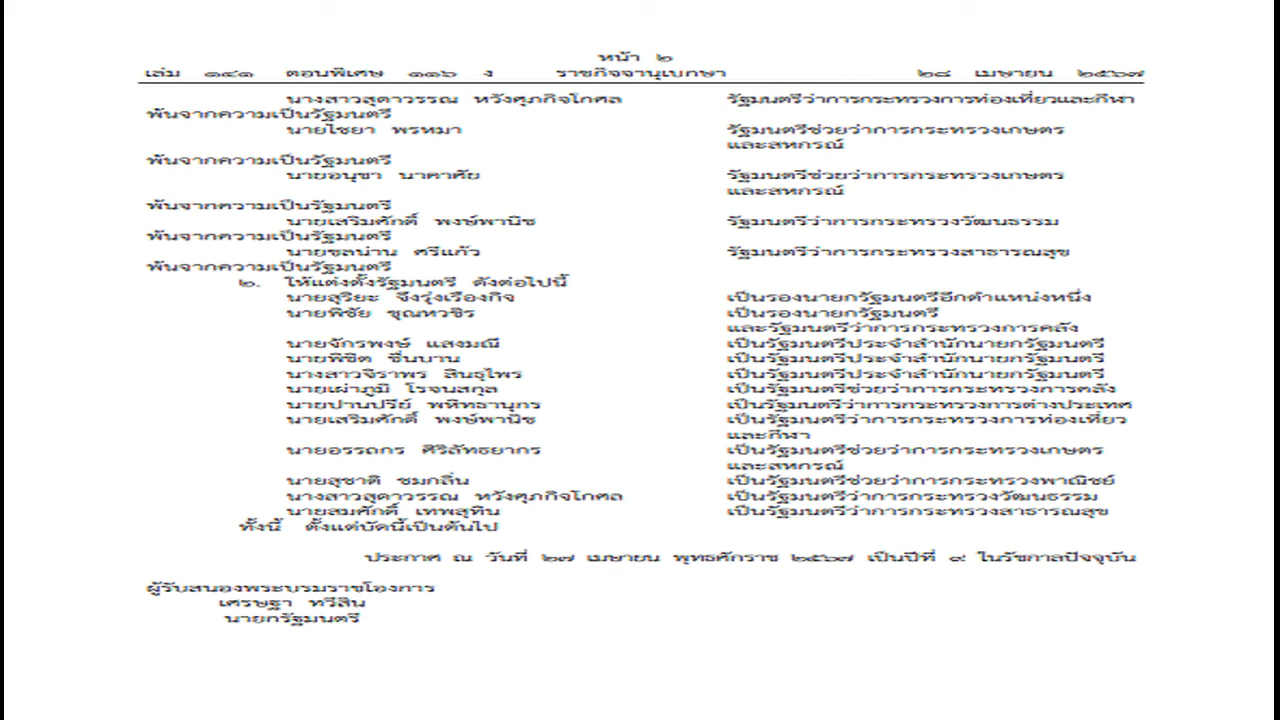 หน้า ๒
เล่ม ๑๔๑ ตอนพิเศษ ๑๑๖ ง ราชกิจจานุเบกษา ๒๘ เมษายน ๒๕๖๗
นางสาวสุดาวรรณ หวังศุภกิจโกศล รัฐมนตรีว่าการกระทรวงการท่องเที่ยวและกีฬา
พ้นจากความเป็นรัฐมนตรี
นายไชยา พรหมา รัฐมนตรีช่วยว่าการกระทรวงเกษตร
และสหกรณ์
พ้นจากความเป็นรัฐมนตรี
นายอนุชา นาคาศัย รัฐมนตรีช่วยว่าการกระทรวงเกษตร
และสหกรณ์
พ้นจากความเป็นรัฐมนตรี
นายเสริมศักดิ์ พงษ์พานิช รัฐมนตรีว่าการกระทรวงวัฒนธรรม
พ้นจากความเป็นรัฐมนตรี
นายชลน่าน ศรีแก้ว รัฐมนตรีว่าการกระทรวงสาธารณสุข
พ้นจากความเป็นรัฐมนตรี
๒. ให้แต่งตั้งรัฐมนตรี ดังต่อไปนี้
นายสุริยะ จึงรุ่งเรืองกิจ เป็นรองนายกรัฐมนตรีอีกตำแหน่งหนึ่ง
นายพิชัย ชุณหวชิร เป็นรองนายกรัฐมนตรี
และรัฐมนตรีว่าการกระทรวงการคลัง
นายจักรพงษ์ แสงมณี เป็นรัฐมนตรีประจำสำนักนายกรัฐมนตรี
นายพิชิต ชื่นบาน เป็นรัฐมนตรีประจำสำนักนายกรัฐมนตรี
นางสาวจิราพร สินธุไพร เป็นรัฐมนตรีประจำสำนักนายกรัฐมนตรี
นายเผ่าภูมิ โรจนสกุล เป็นรัฐมนตรีช่วยว่าการกระทรวงการคลัง
นายปานปรีย์ พหิทธานุกร เป็นรัฐมนตรีว่าการกระทรวงการต่างประเทศ
นายเสริมศักดิ์ พงษ์พานิช เป็นรัฐมนตรีว่าการกระทรวงการท่องเที่ยว
และกีฬา
นายอรรถกร ศิริลัทธยากร เป็นรัฐมนตรีช่วยว่าการกระทรวงเกษตร
และสหกรณ์
นายสุชาติ ชมกลิ่น เป็นรัฐมนตรีช่วยว่าการกระทรวงพาณิชย์
นางสาวสุดาวรรณ หวังศุภกิจโกศล เป็นรัฐมนตรีว่าการกระทรวงวัฒนธรรม
นายสมศักดิ์ เทพสุทิน เป็นรัฐมนตรีว่าการกระทรวงสาธารณสุข
ทั้งนี้ ตั้งแต่บัดนี้เป็นต้นไป
ประกาศ ณ วันที่ ๒๗ เมษายน พุทธศักราช ๒๕๖๗ เป็นปีที่ ๙ ในรัชกาลปัจจุบัน
ผู้รับสนองพระบรมราชโองการ
เศรษฐา ทวีสิน
นายกรัฐมนตรี